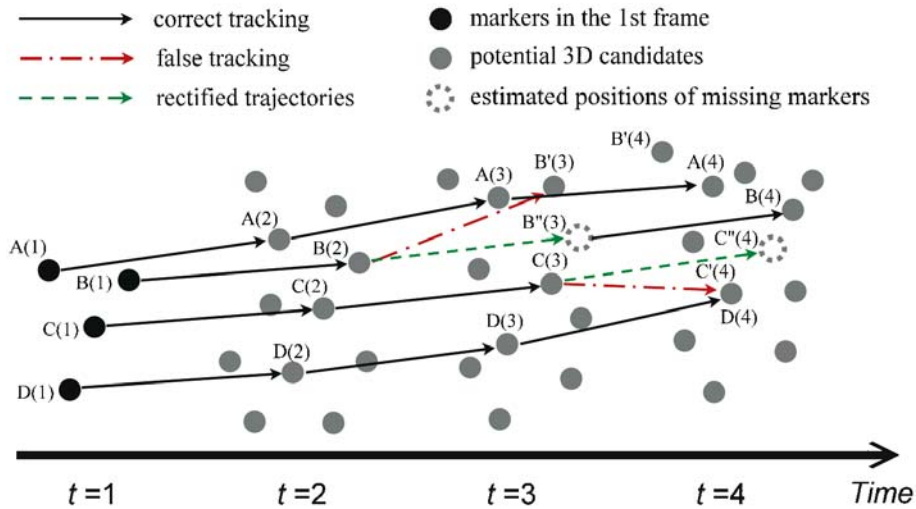 correct tracking
markers in the 1st frame
false tracking
potential 3D candidates
rectified trajectories
estimated positions of missing markers
B'(4)
A(3)
B'(3)
A(4)
A(2)
B(4)
B"(3)
A(1)
B(2)
C"(4)
B(1)
C(3)
C'(4)
C(2)
C(1)
D(4)
D(3)
D(2)
D(1)
t =1
t =2
t =3
t =4
Time